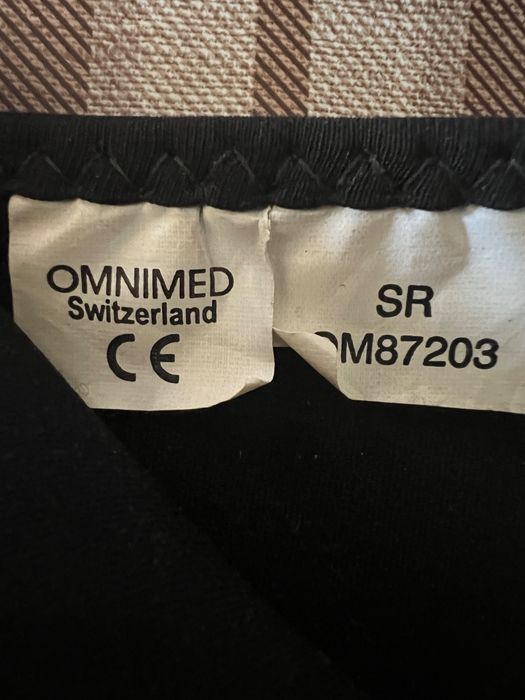 OMNIMED
Switzerland
CE
SR
OM87203